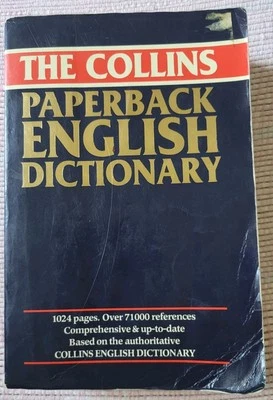 THE COLLINS
PAPERBACK
ENGLISH
DICTIONARY
1024 pages. Over 71000 references
Comprehensive & up-to-date
Based on the authoritative
COLLINS ENGLISH DICTIONARY